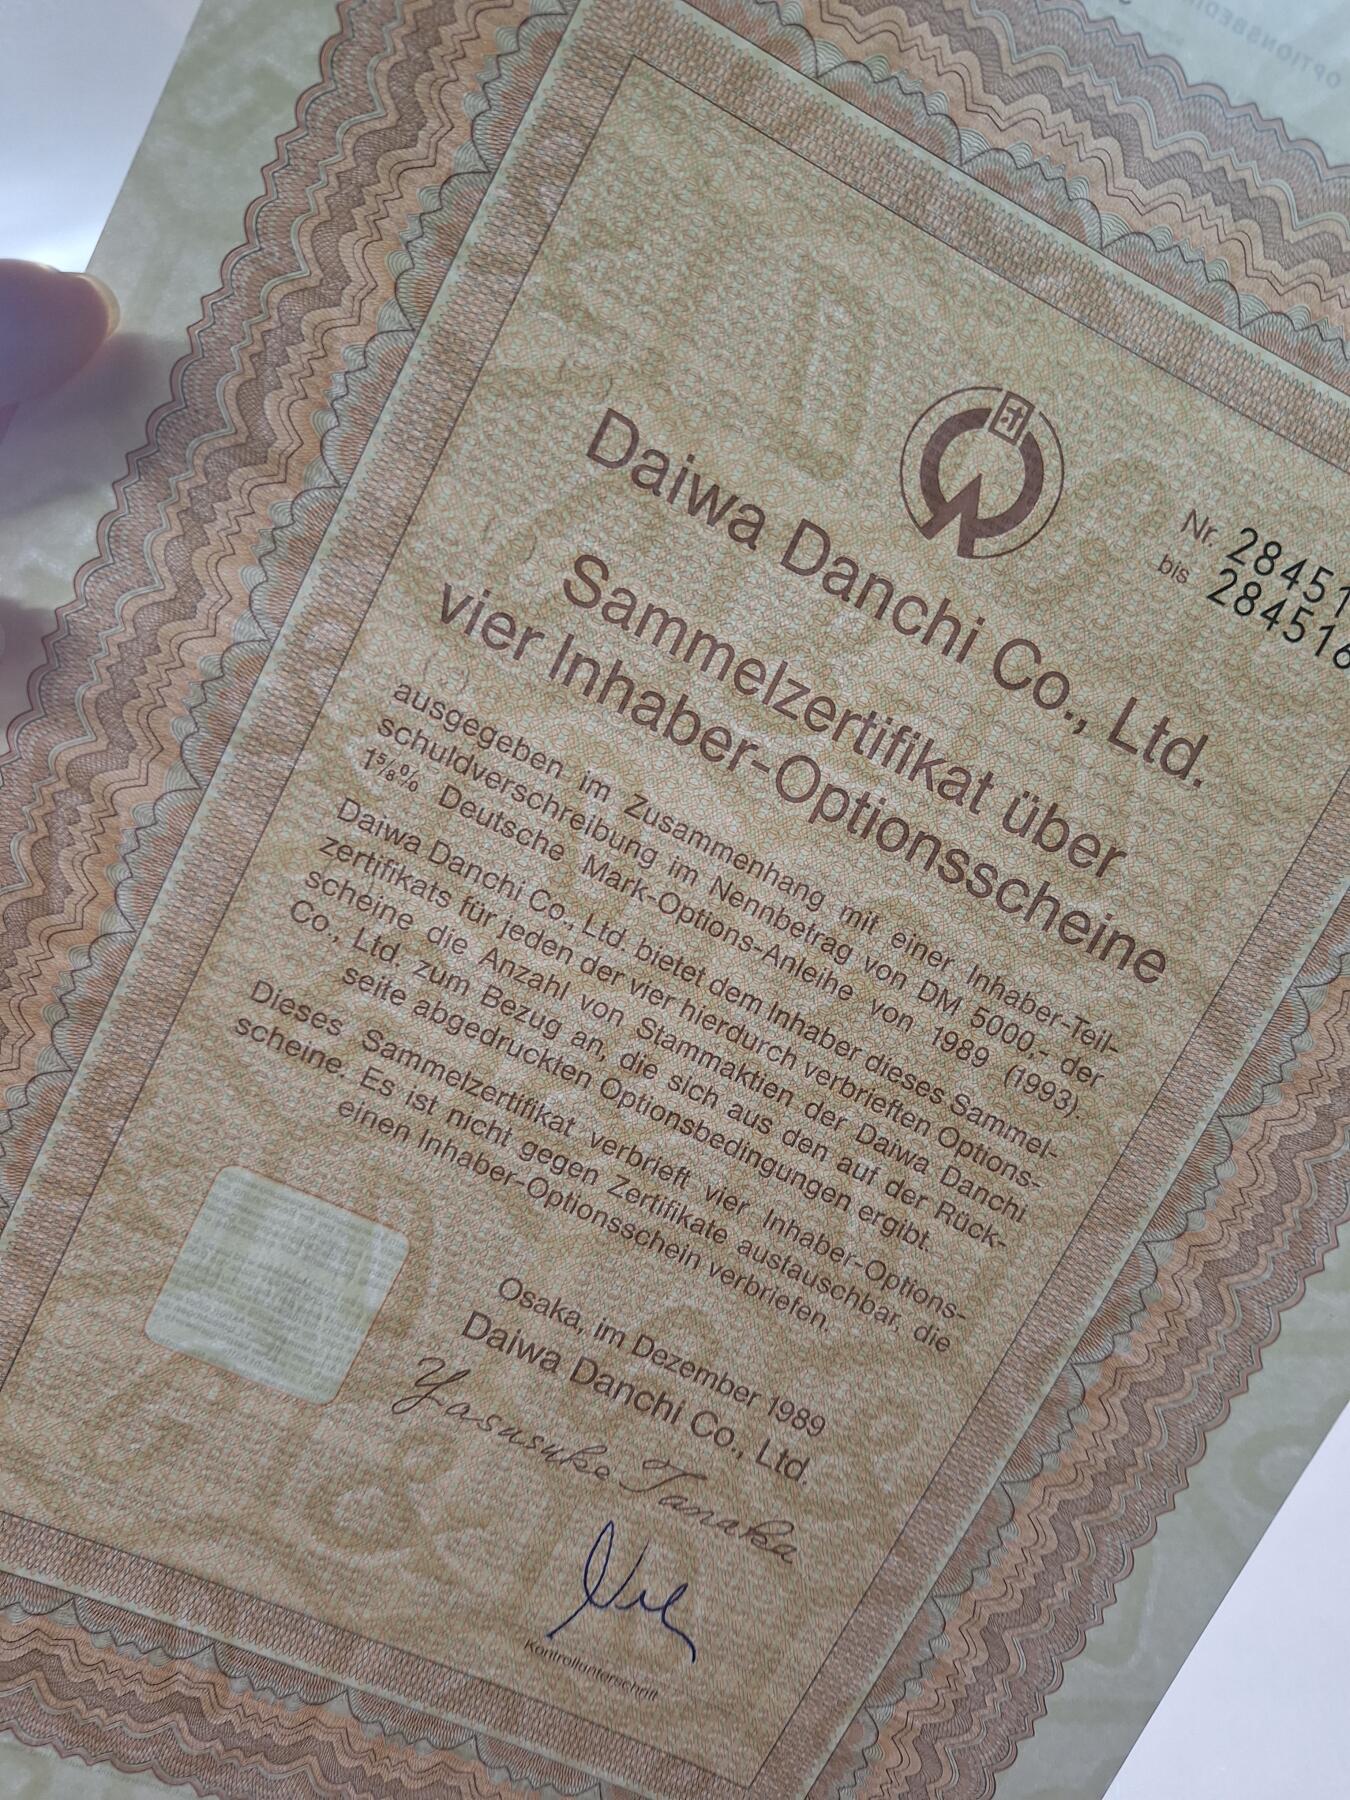 Nr. 28451
bis 284516
Daiwa Danchi Co., Ltd.
Sammelzertifikat über
vier Inhaber-Optionsscheine
ausgegeben im Zusammenhang mit einer Inhaber-Teil-
schuldverschreibung im Nennbetrag von DM 5000,- der
1⅝% Deutsche Mark-Options-Anleihe von 1989 (1993).
Daiwa Danchi Co., Ltd. bietet dem Inhaber dieses Sammel-
zertifikats für jeden der vier hierdurch verbrieften Options-
scheine die Anzahl von Stammaktien der Daiwa Danchi
Co., Ltd. zum Bezug an, die sich aus den auf der Rück-
seite abgedruckten Optionsbedingungen ergibt.
Dieses Sammelzertifikat verbrieft vier Inhaber-Options-
scheine. Es ist nicht gegen Zertifikate austauschbar, die
einen Inhaber-Optionsschein verbriefen.
Osaka, im Dezember 1989
Daiwa Danchi Co., Ltd.
Yasusuke Tanaka
Kontrollunterschrift